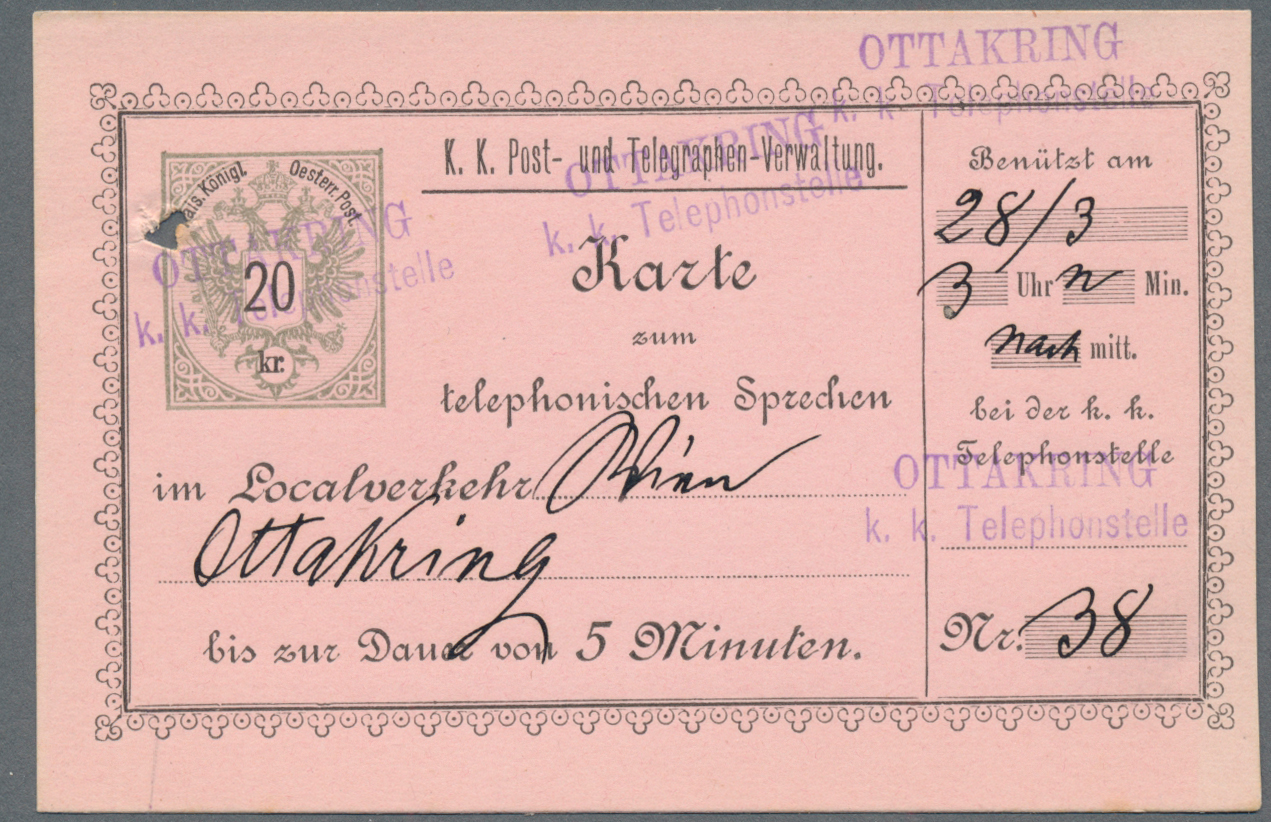 OTTAKRING
k. k. Telephonstelle
K. K. Post- und Telegraphen-Verwaltung.
OTTAKRING
k. k. Telephonstelle
ais. Königl. Oesterr. Post.
20
kr.
OTTAKRING
k. k. Telephonstelle
Karte
zum
telephonischen Sprechen
im Localverkehr Wien
Ottakring
bis zur Dauer von 5 Minuten.
Benützt am
28/3
3 Uhr Min.
Nach mitt.
bei der k. k.
Telephonstelle
OTTAKRING
k. k. Telephonstelle
Nr. 38